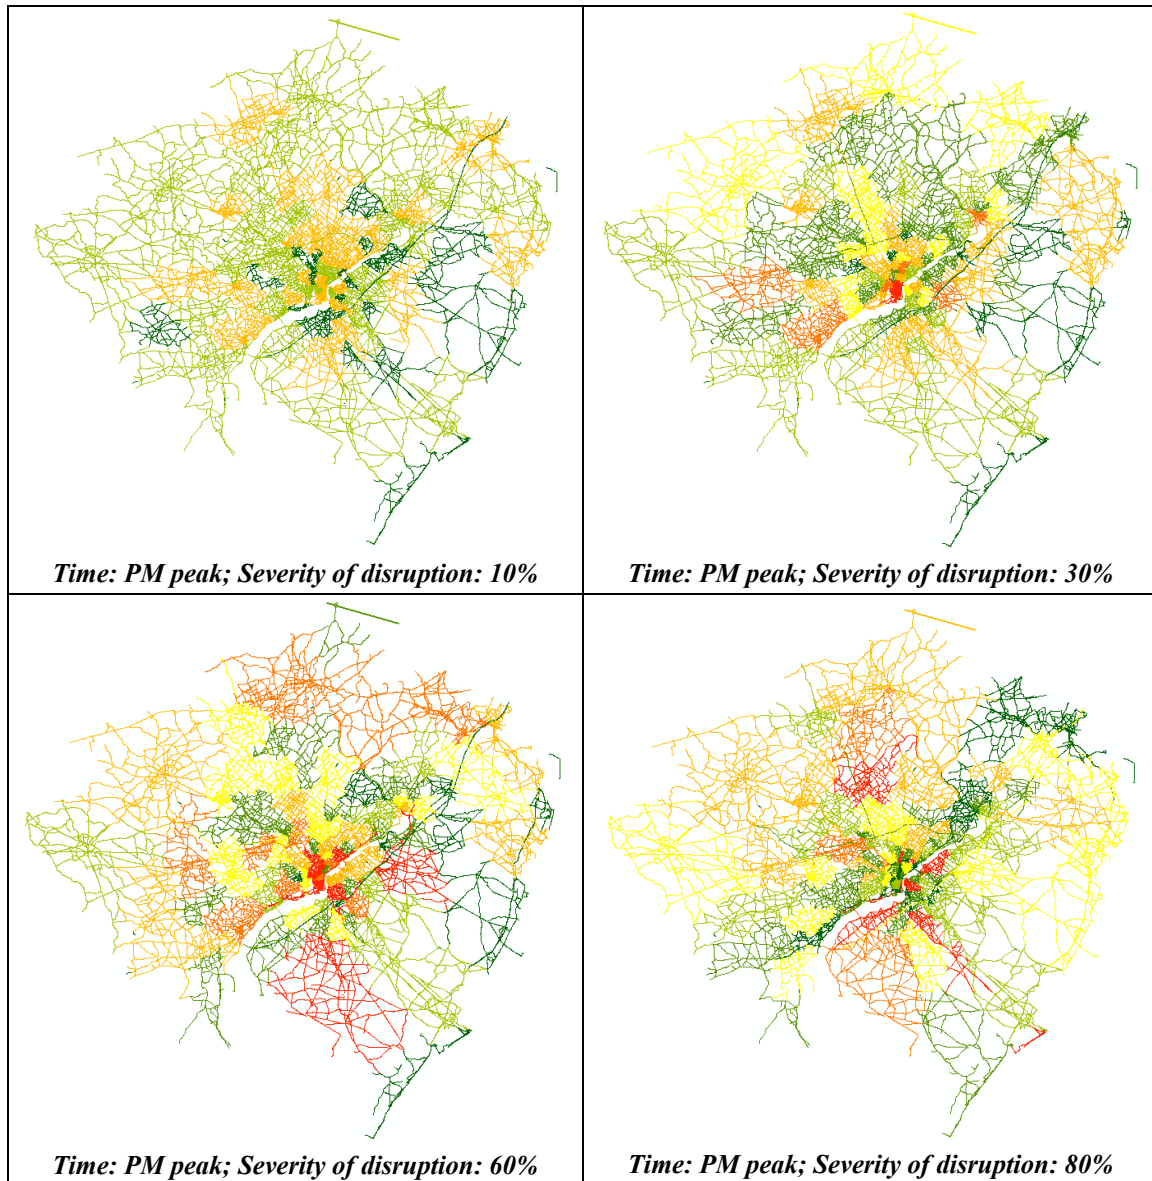 Time: PM peak; Severity of disruption: 10%
Time: PM peak; Severity of disruption: 30%
Time: PM peak; Severity of disruption: 60%
Time: PM peak; Severity of disruption: 80%